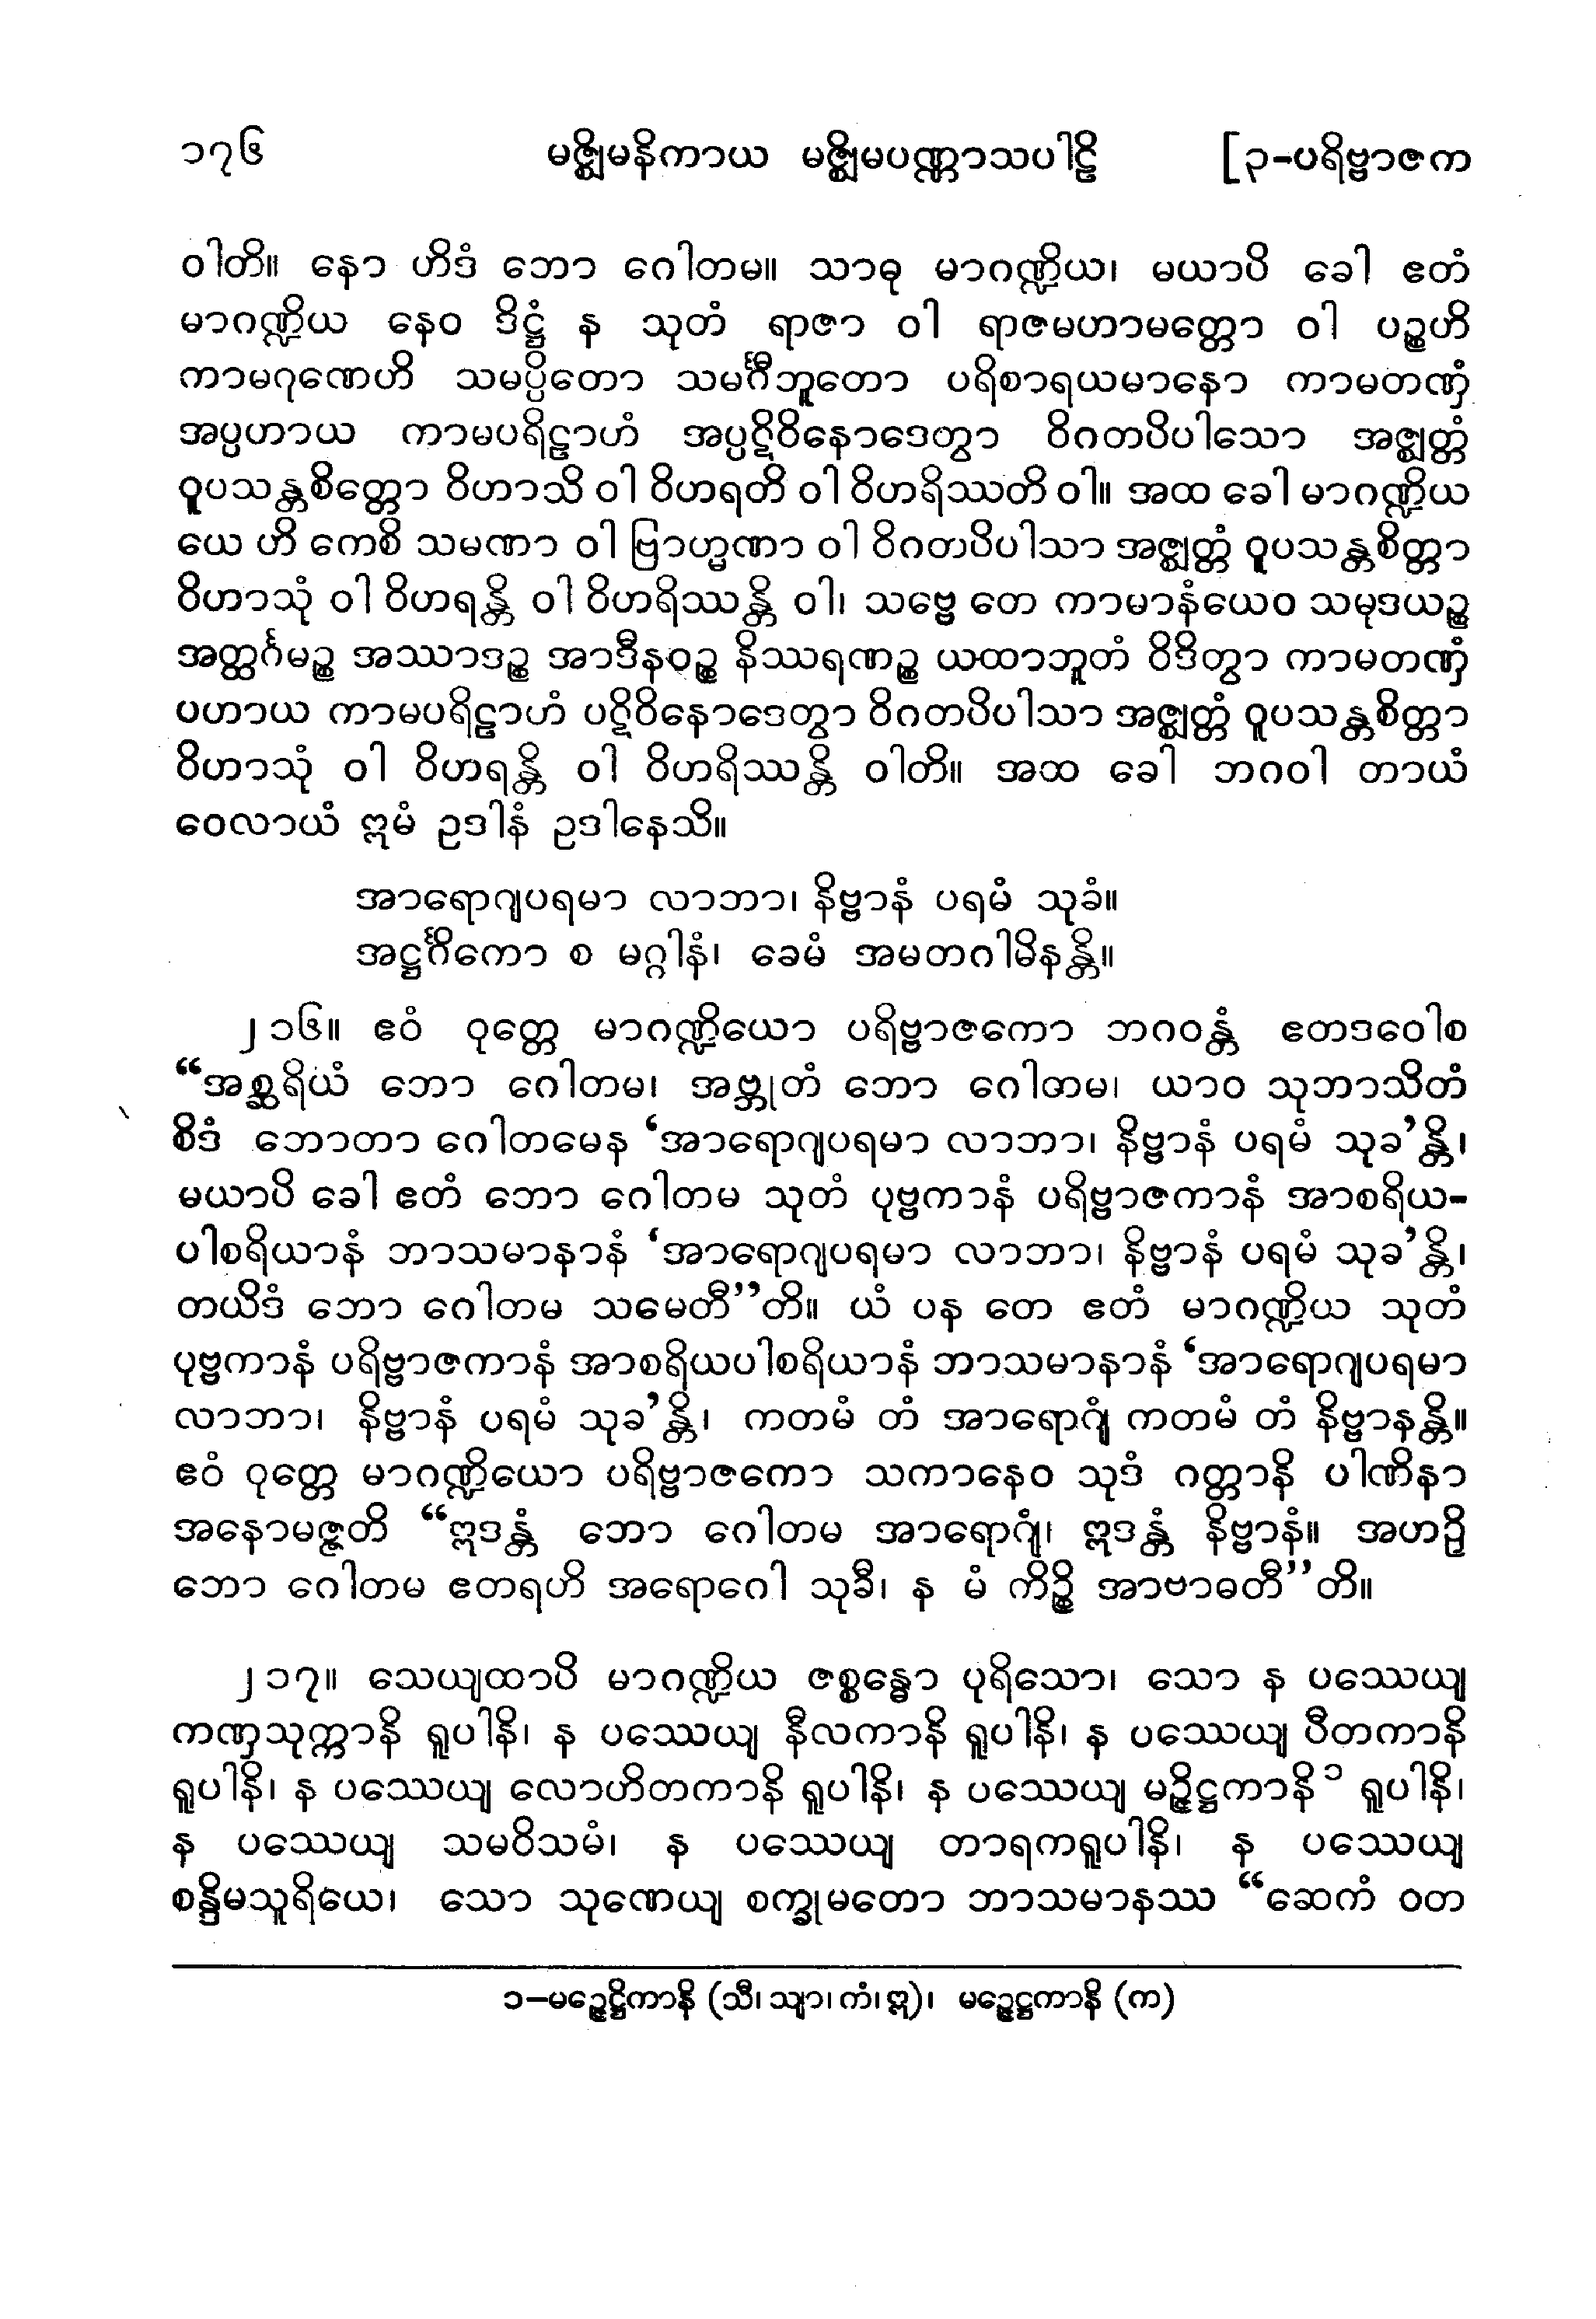 ၁၇၆ မဇ္ဈိမနိကာယ မဇ္ဈိမပဏ္ဏာသပါဠိ [၃-ပရိဗ္ဗာဇက
ဝါတိ။ နော ဟိဒံ ဘော ဂေါတမ။ သာဓု မာဂဏ္ဍိယ၊ မယာပိ ခေါ ဧတံ
မာဂဏ္ဍိယ နေဝ ဒိဋ္ဌံ န သုတံ ရာဇာ ဝါ ရာဇမဟာမတ္တော ဝါ ပဉ္စဟိ
ကာမဂုဏေဟိ သမပ္ပိတော သမင်္ဂီဘူတော ပရိစာရယမာနော ကာမတဏှံ
အပ္ပဟာယ ကာမပရိဠာဟံ အပ္ပဋိဝိနောဒေတွာ ဝိဂတပိပါသော အဇ္ဈတ္တံ
ဝူပသန္တစိတ္တော ဝိဟာသိ ဝါ ဝိဟရတိ ဝါ ဝိဟရိဿတိ ဝါ။ အထ ခေါ မာဂဏ္ဍိယ
ယေ ဟိ ကေစိ သမဏာ ဝါ ဗြာဟ္မဏာ ဝါ ဝိဂတပိပါသာ အဇ္ဈတ္တံ ဝူပသန္တစိတ္တာ
ဝိဟာသုံ ဝါ ဝိဟရန္တိ ဝါ ဝိဟရိဿန္တိ ဝါ၊ သဗ္ဗေ တေ ကာမာနံယေဝ သမုဒယဉ္စ
အတ္ထင်္ဂမဉ္စ အဿာဒဉ္စ အာဒီနဝဉ္စ နိဿရဏဉ္စ ယထာဘူတံ ဝိဒိတွာ ကာမတဏှံ
ပဟာယ ကာမပရိဠာဟံ ပဋိဝိနောဒေတွာ ဝိဂတပိပါသာ အဇ္ဈတ္တံ ဝူပသန္တစိတ္တာ
ဝိဟာသုံ ဝါ ဝိဟရန္တိ ဝါ ဝိဟရိဿန္တိ ဝါတိ။ အထ ခေါ ဘဂဝါ တာယံ
ဝေလာယံ ဣမံ ဥဒါနံ ဥဒါနေသိ။
အာရောဂျပရမာ လာဘာ၊ နိဗ္ဗာနံ ပရမံ သုခံ။
အဋ္ဌင်္ဂိကော စ မဂ္ဂါနံ၊ ခေမံ အမတဂါမိနန္တိ။
၂၁၆။ ဧဝံ ဝုတ္တေ မာဂဏ္ဍိယော ပရိဗ္ဗာဇကော ဘဂဝန္တံ ဧတဒဝေါစ
“အစ္ဆရိယံ ဘော ဂေါတမ၊ အဗ္ဘုတံ ဘော ဂေါတမ၊ ယာဝ သုဘာသိတံ
စိဒံ ဘောတာ ဂေါတမေန ‘အာရောဂျပရမာ လာဘာ၊ နိဗ္ဗာနံ ပရမံ သုခ’န္တိ၊
မယာပိ ခေါ ဧတံ ဘော ဂေါတမ သုတံ ပုဗ္ဗကာနံ ပရိဗ္ဗာဇကာနံ အာစရိယ-
ပါစရိယာနံ ဘာသမာနာနံ ‘အာရောဂျပရမာ လာဘာ၊ နိဗ္ဗာနံ ပရမံ သုခ’န္တိ၊
တယိဒံ ဘော ဂေါတမ သမေတီ”တိ။ ယံ ပန တေ ဧတံ မာဂဏ္ဍိယ သုတံ
ပုဗ္ဗကာနံ ပရိဗ္ဗာဇကာနံ အာစရိယပါစရိယာနံ ဘာသမာနာနံ ‘အာရောဂျပရမာ
လာဘာ၊ နိဗ္ဗာနံ ပရမံ သုခ’န္တိ၊ ကတမံ တံ အာရောဂျံ ကတမံ တံ နိဗ္ဗာနန္တိ။
ဧဝံ ဝုတ္တေ မာဂဏ္ဍိယော ပရိဗ္ဗာဇကော သကာနေဝ သုဒံ ဂတ္တာနိ ပါဏိနာ
အနောမဇ္ဇတိ “ဣဒန္တံ ဘော ဂေါတမ အာရောဂျံ၊ ဣဒန္တံ နိဗ္ဗာနံ။ အဟဉှိ
ဘော ဂေါတမ ဧတရဟိ အရောဂေါ သုခီ၊ န မံ ကိဉ္စိ အာဗာဓတီ”တိ။
၂၁၇။ သေယျထာပိ မာဂဏ္ဍိယ ဇစ္စန္ဓော ပုရိသော၊ သော န ပဿေယျ
ကဏှသုက္ကာနိ ရူပါနိ၊ န ပဿေယျ နီလကာနိ ရူပါနိ၊ န ပဿေယျ ပီတကာနိ
ရူပါနိ၊ န ပဿေယျ လောဟိတကာနိ ရူပါနိ၊ န ပဿေယျ မဉ္ဇိဋ္ဌကာနိ၁ ရူပါနိ၊
န ပဿေယျ သမဝိသမံ၊ န ပဿေယျ တာရကရူပါနိ၊ န ပဿေယျ
စန္ဒိမသူရိယေ၊ သော သုဏေယျ စက္ခုမတော ဘာသမာနဿ “ဆေကံ ဝတ
၁-မဉ္ဇေဋ္ဌိကာနိ (သီ၊ သျာ၊ ကံ၊ ဣ)၊ မဉ္ဇေဋ္ဌကာနိ (က)